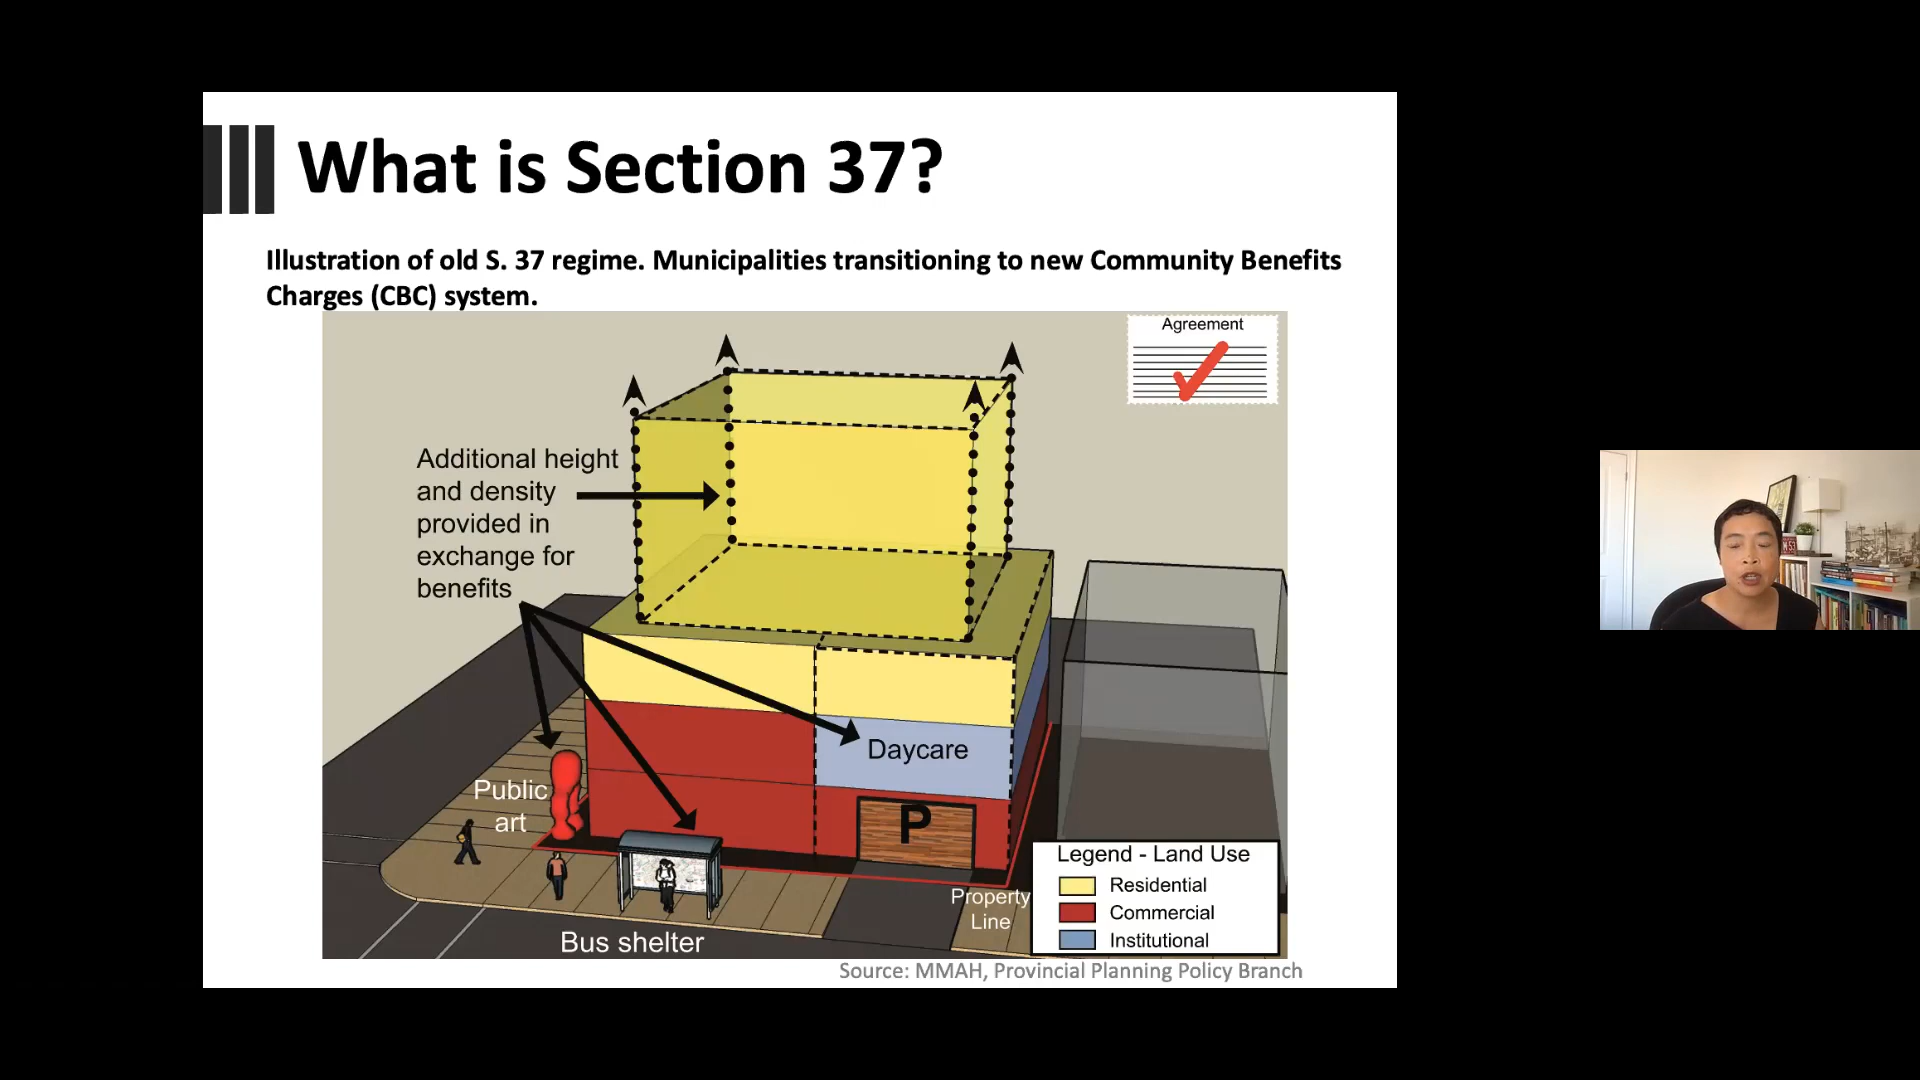 What is Section 37?
Illustration of old S. 37 regime. Municipalities transitioning to new Community Benefits
Charges (CBC) system.
Agreement
Additional height
and density
provided in
exchange for
benefits
Daycare
Public
art
P
Property
Line
Bus shelter
Legend - Land Use
Residential
Commercial
Institutional
Source: MMAH, Provincial Planning Policy Branch